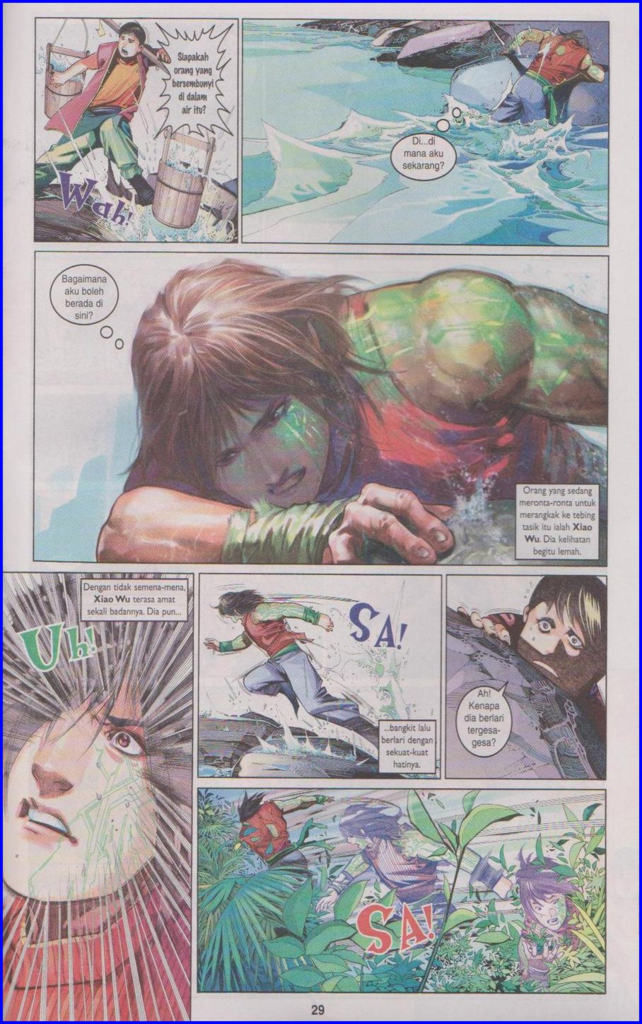 Siapakah
orang yang
bersembunyi
di dalam
air itu?
Wah!
Di...di
mana aku
sekarang?
Bagaimana
aku boleh
berada di
sini?
Orang yang sedang
meronta-ronta untuk
merangkak ke tebing
tasik itu ialah Xiao
Wu. Dia kelihatan
begitu lemah.
Dengan tidak semena-mena,
Xiao Wu terasa amat
sekali badannya. Dia pun...
Uh!
SA!
...bangkit lalu
berlari dengan
sekuat-kuat
hatinya.
Ah!
Kenapa
dia berlari
tergesa-
gesa?
SA!
29